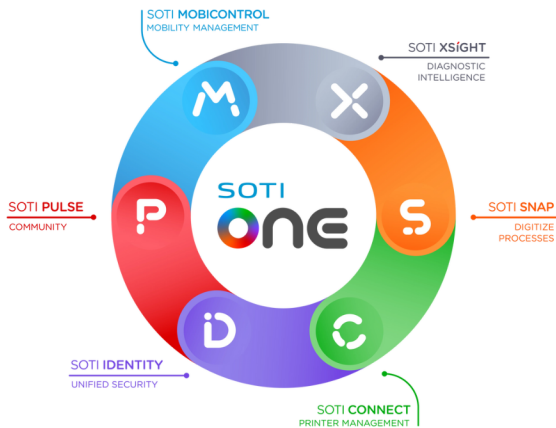 SOTI MOBICONTROL
MOBILITY MANAGEMENT
SOTI XSiGHT
DIAGNOSTIC
INTELLIGENCE
M
X
SOTI PULSE
COMMUNITY
P
SOTI
ONE
S
SOTI SNAP
DIGITIZE
PROCESSES
iD
C
SOTI IDENTITY
UNIFIED SECURITY
SOTI CONNECT
PRINTER MANAGEMENT